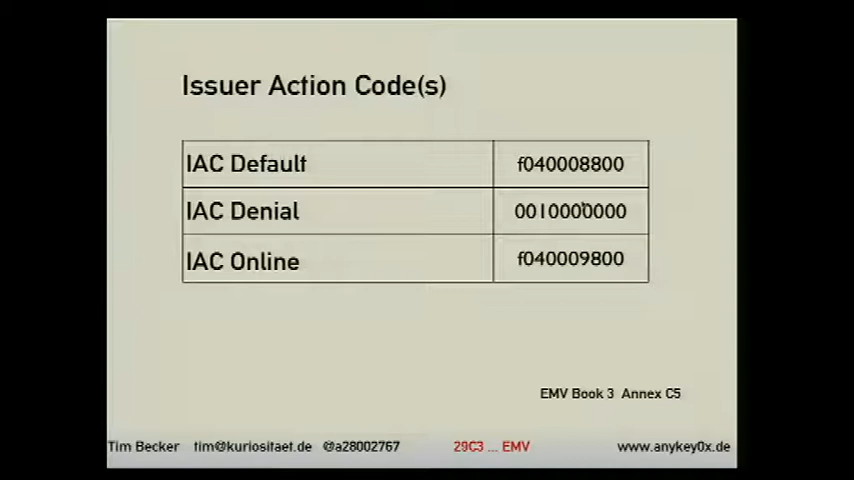 Issuer Action Code(s)
IAC Default f040008800
IAC Denial 0010000000
IAC Online f040009800
EMV Book 3 Annex C5
Tim Becker tim@kuriositaet.de @a28002767 29C3 ... EMV www.anykey0x.de